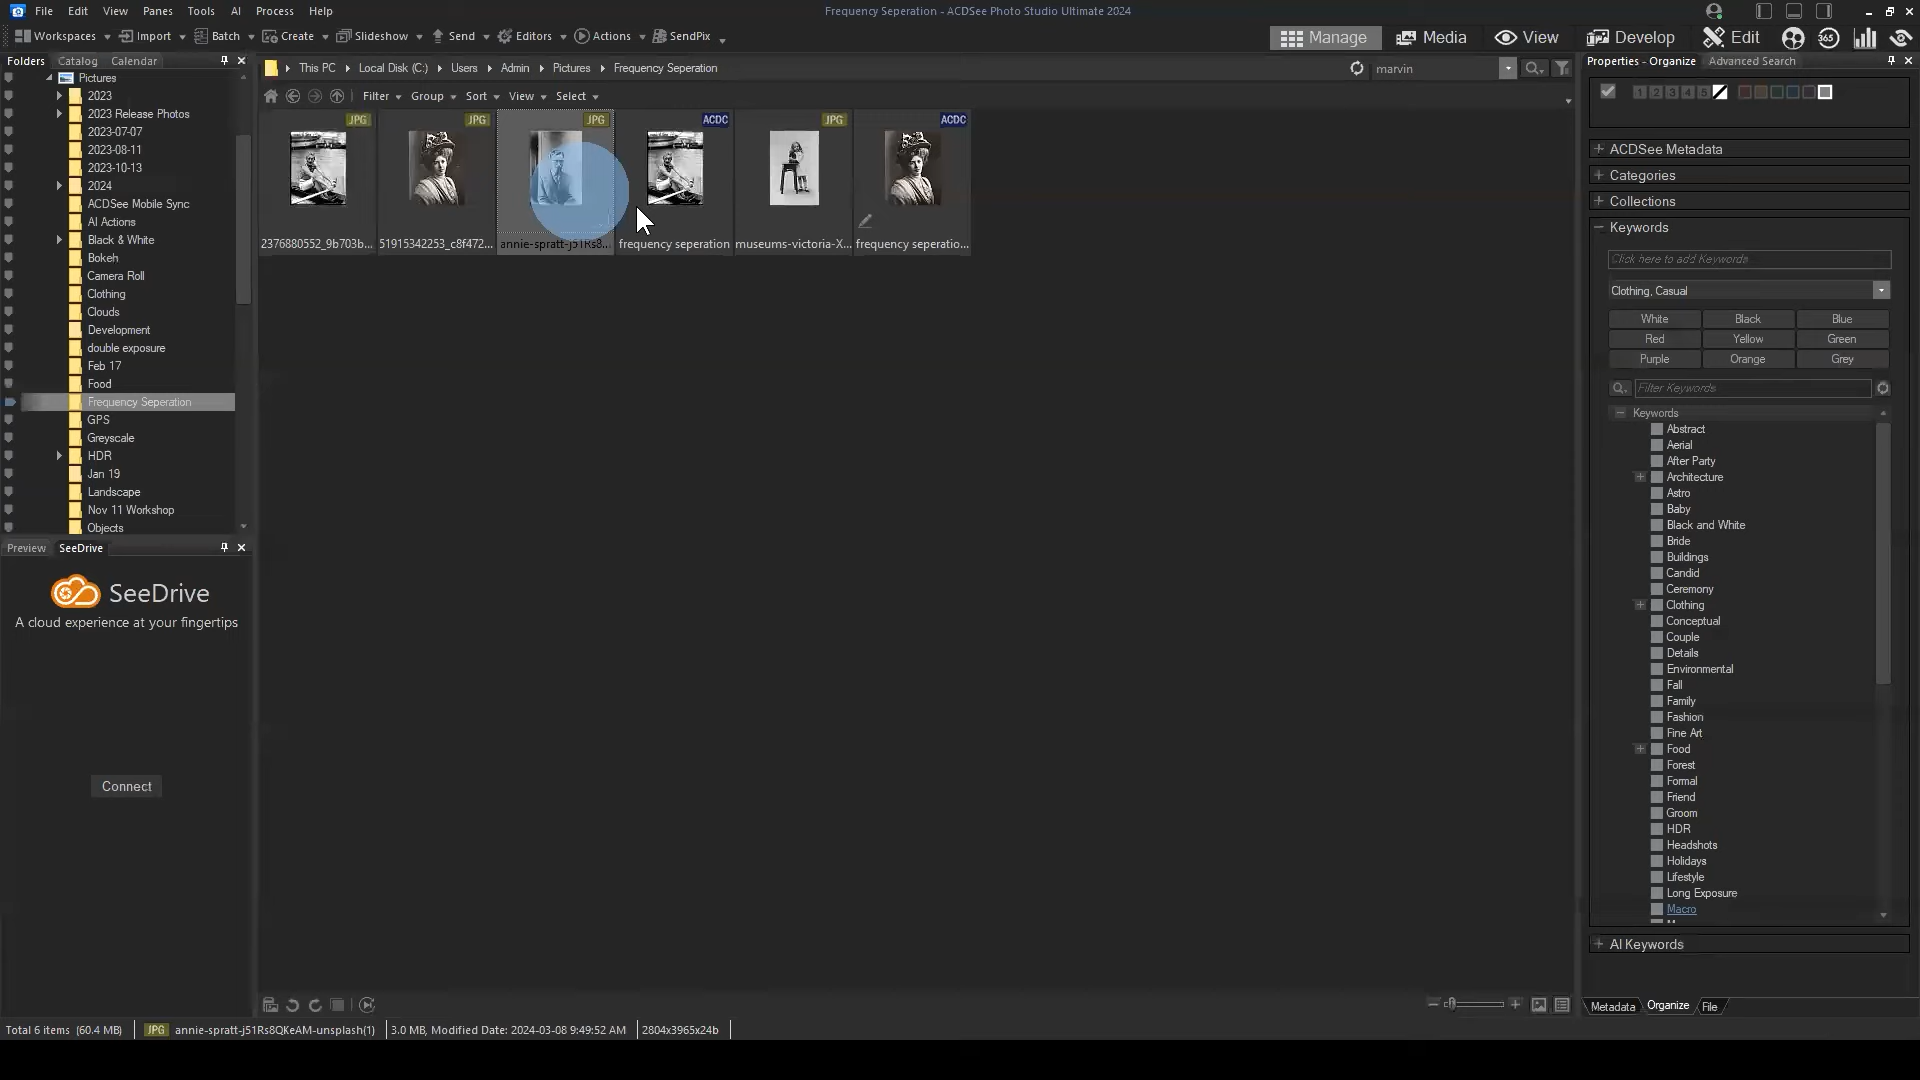 File Edit View Panes Tools AI Process Help
Frequency Seperation - ACDSee Photo Studio Ultimate 2024
Workspaces Import Batch Create Slideshow Send Editors Actions SendPix
Manage Media View Develop Edit 365
Folders Catalog Calendar
Pictures
2023
2023 Release Photos
2023-07-07
2023-08-11
2023-10-13
2024
ACDSee Mobile Sync
AI Actions
Black & White
Bokeh
Camera Roll
Clothing
Clouds
Development
double exposure
Feb 17
Food
Frequency Seperation
GPS
Greyscale
HDR
Jan 19
Landscape
Nov 11 Workshop
Objects
Preview SeeDrive
SeeDrive
A cloud experience at your fingertips
Connect
This PC Local Disk (C:) Users Admin Pictures Frequency Seperation
marvin
Filter Group Sort View Select
JPG JPG JPG ACDC JPG ACDC
2376880552_9b703b... 51915342253_c8f472... annie-spratt-j51Rs8... frequency seperation museums-victoria-X... frequency seperatio...
Properties - Organize Advanced Search
1 2 3 4 5
ACDSee Metadata
Categories
Collections
Keywords
Click here to add Keywords
Clothing, Casual
White Black Blue
Red Yellow Green
Purple Orange Grey
Filter Keywords
Keywords
Abstract
Aerial
After Party
Architecture
Astro
Baby
Black and White
Bride
Buildings
Candid
Ceremony
Clothing
Conceptual
Couple
Details
Environmental
Fall
Family
Fashion
Fine Art
Food
Forest
Formal
Friend
Groom
HDR
Headshots
Holidays
Lifestyle
Long Exposure
Macro
AI Keywords
Metadata Organize File
Total 6 items (60.4 MB) JPG annie-spratt-j51Rs8QKeAM-unsplash(1) 3.0 MB, Modified Date: 2024-03-08 9:49:52 AM 2804x3965x24b